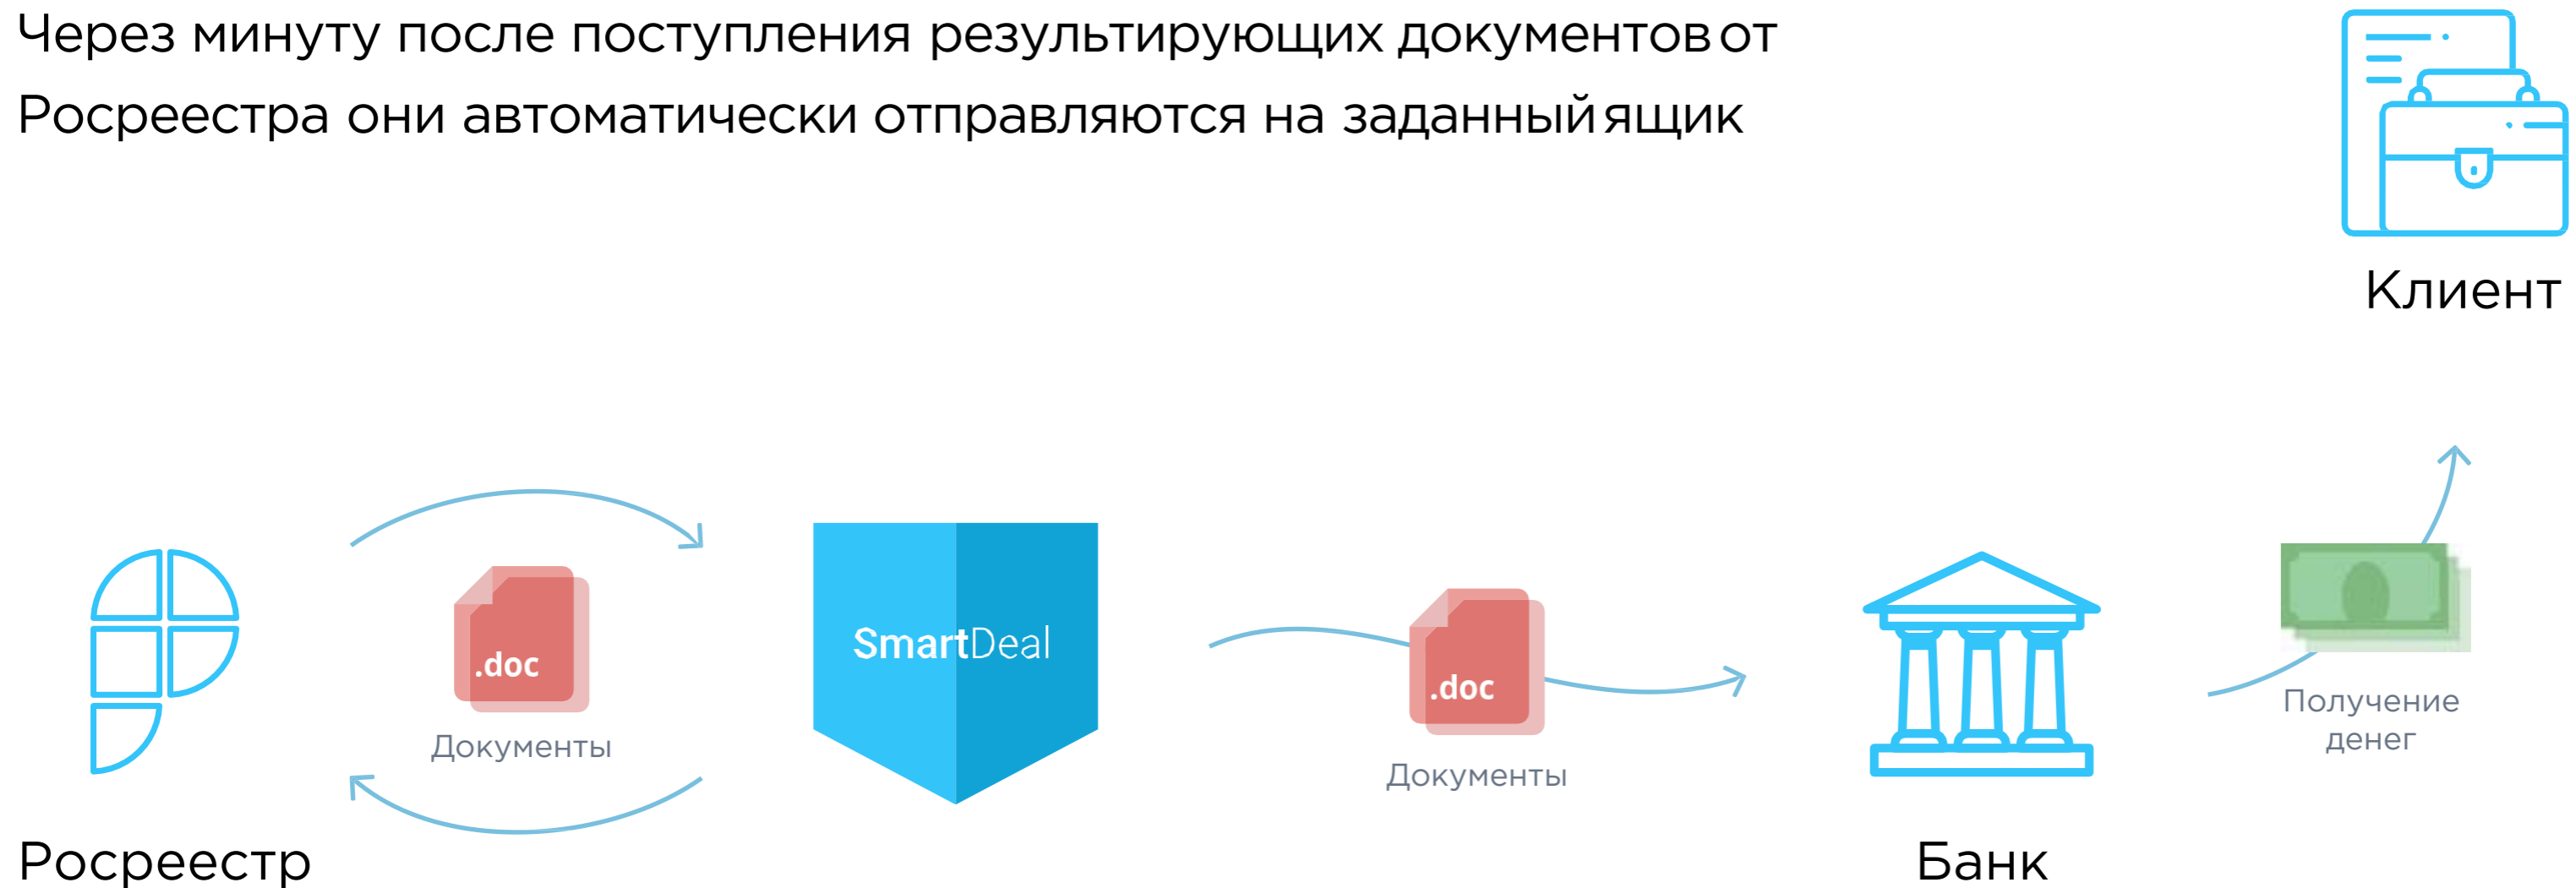 Через минуту после поступления результирующих документов от
Росреестра они автоматически отправляются на заданный ящик
Клиент
.doc
Документы
SmartDeal
.doc
Документы
Получение
денег
Росреестр
Банк